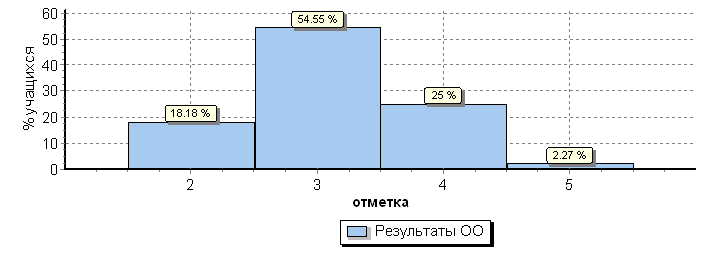 60
54.55 %
50
40
30
25 %
20
18.18 %
10
2.27 %
0
% учащихся
2 3 4 5
отметка
Результаты ОО